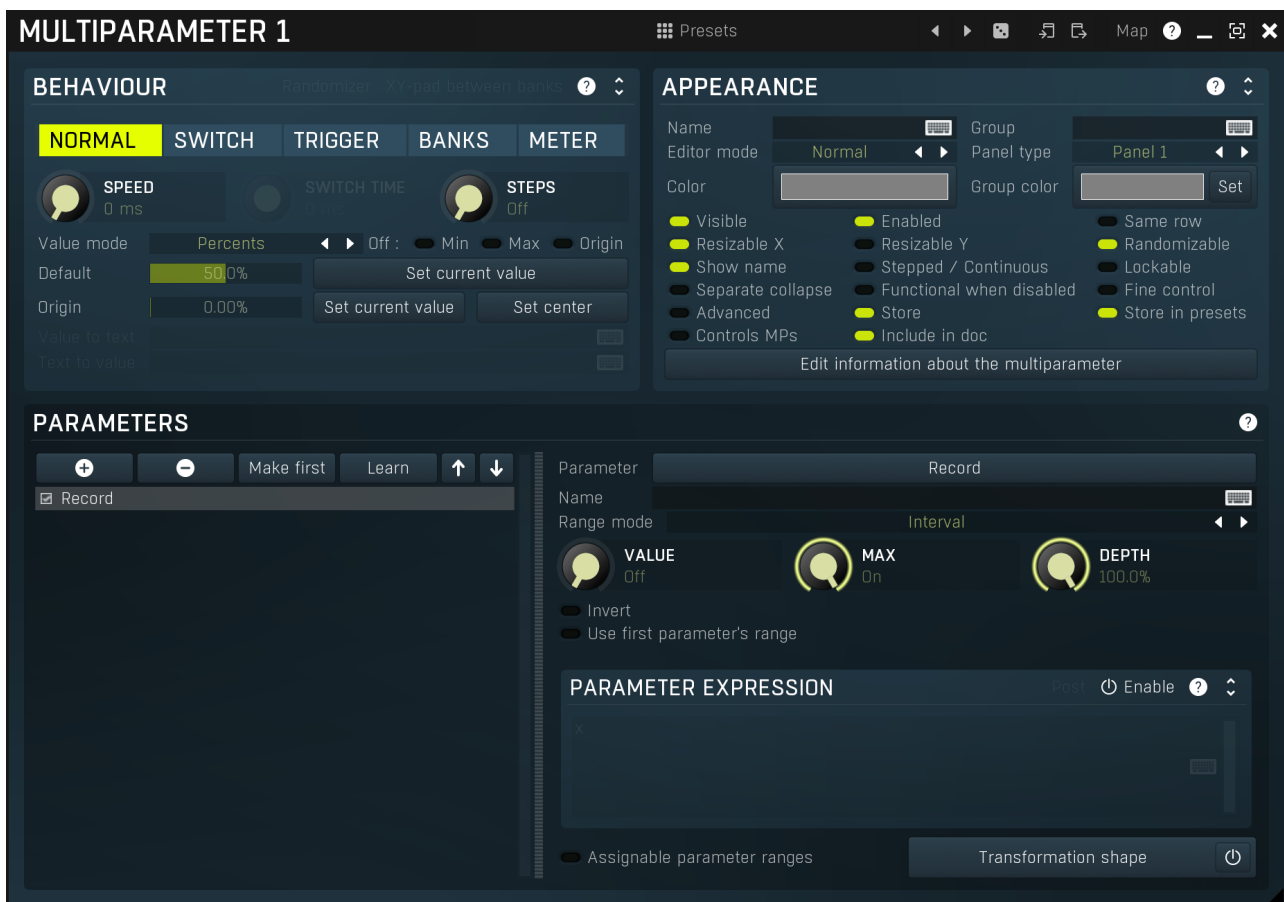 MULTIPARAMETER 1 Presets Map ?
BEHAVIOUR Randomizer XY-pad between banks ?
NORMAL SWITCH TRIGGER BANKS METER
SPEED
0 ms
SWITCH TIME
0 ms
STEPS
Off
Value mode Percents Off : Min Max Origin
Default 50.0% Set current value
Origin 0.00% Set current value Set center
Value to text
Text to value
APPEARANCE ?
Name Group
Editor mode Normal Panel type Panel 1
Color Group color Set
Visible Enabled Same row
Resizable X Resizable Y Randomizable
Show name Stepped / Continuous Lockable
Separate collapse Functional when disabled Fine control
Advanced Store Store in presets
Controls MPs Include in doc
Edit information about the multiparameter
PARAMETERS ?
Make first Learn
Record
Parameter Record
Name
Range mode Interval
VALUE
Off
MAX
On
DEPTH
100.0%
Invert
Use first parameter's range
PARAMETER EXPRESSION Post Enable ?
x
Assignable parameter ranges Transformation shape